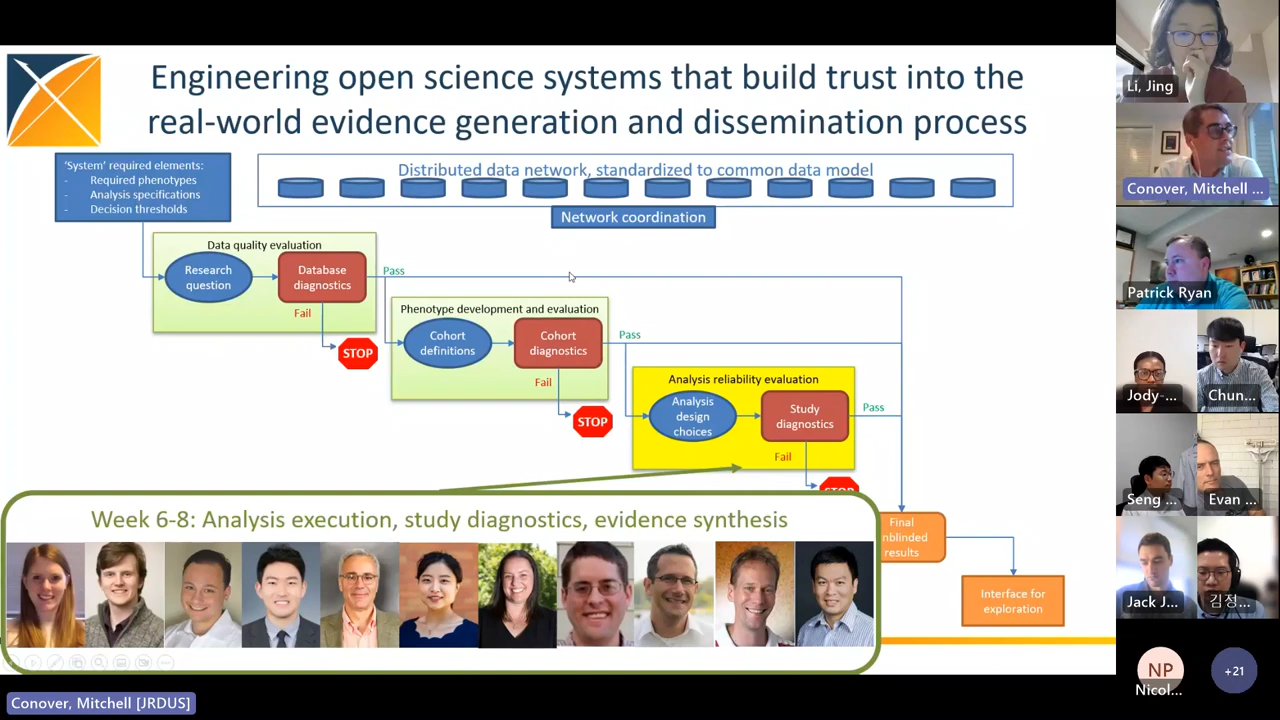 Engineering open science systems that build trust into the
real-world evidence generation and dissemination process
'System' required elements:
- Required phenotypes
- Analysis specifications
- Decision thresholds
Distributed data network, standardized to common data model
Network coordination
Data quality evaluation
Research
question
Database
diagnostics
Pass
Fail
STOP
Phenotype development and evaluation
Cohort
definitions
Cohort
diagnostics
Pass
Fail
STOP
Analysis reliability evaluation
Analysis
design
choices
Study
diagnostics
Pass
Fail
STOP
Final
nblinded
results
Interface for
exploration
Week 6-8: Analysis execution, study diagnostics, evidence synthesis
Conover, Mitchell [JRDUS]
Li, Jing
Conover, Mitchell ...
Patrick Ryan
Jody-...
Chun...
Seng ...
Evan ...
Jack J...
김정...
NP
Nicol...
+21